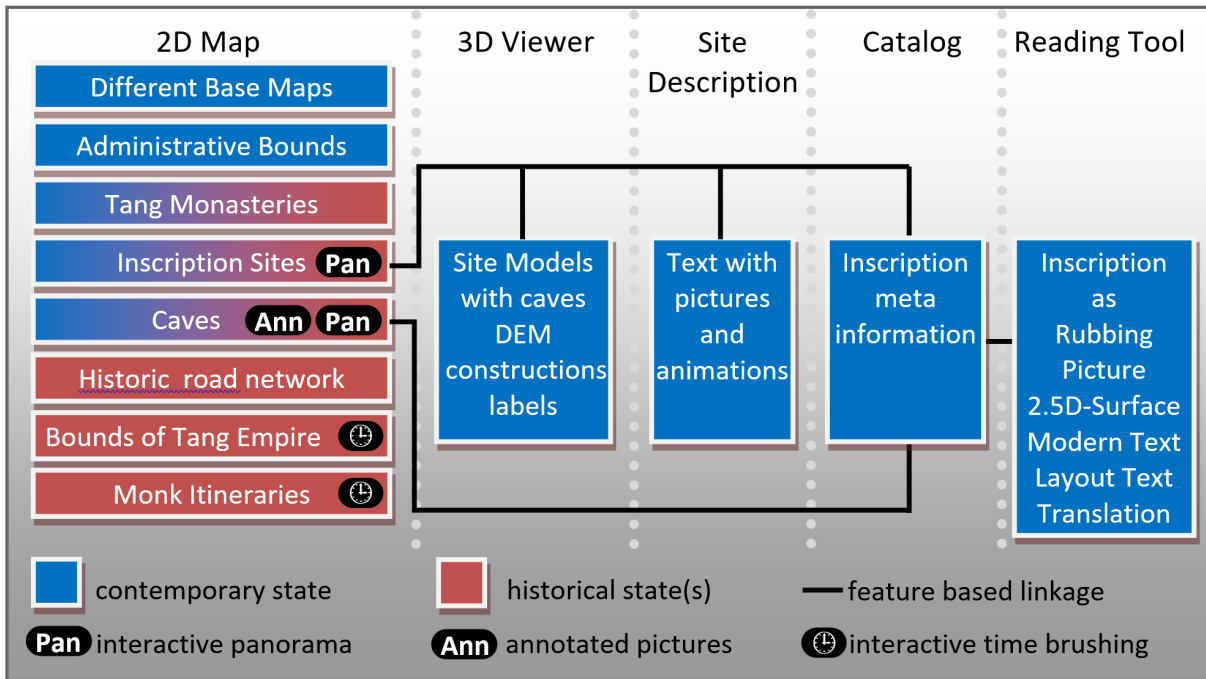 2D Map
3D Viewer
Site
Description
Catalog
Reading Tool
Different Base Maps
Administrative Bounds
Tang Monasteries
Inscription Sites Pan
Caves Ann Pan
Historic road network
Bounds of Tang Empire
Monk Itineraries
Site Models
with caves
DEM
constructions
labels
Text with
pictures
and
animations
Inscription
meta
information
Inscription
as
Rubbing
Picture
2.5D-Surface
Modern Text
Layout Text
Translation
contemporary state
historical state(s)
feature based linkage
Pan interactive panorama
Ann annotated pictures
interactive time brushing